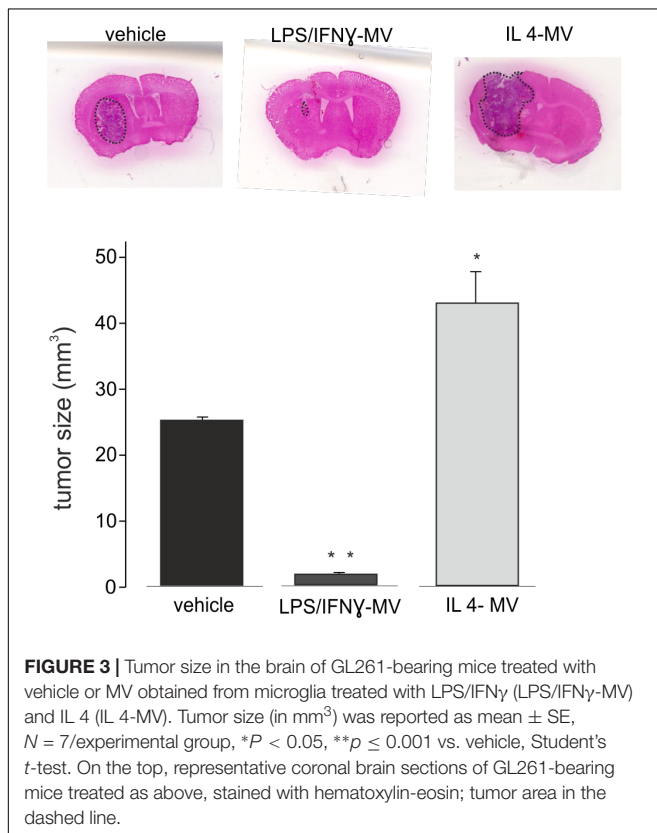 vehicle LPS/IFNɣ-MV IL 4-MV
50
*
40
30
20
10
* *
0
tumor size (mm³)
vehicle LPS/IFNɣ-MV IL 4- MV
FIGURE 3 | Tumor size in the brain of GL261-bearing mice treated with
vehicle or MV obtained from microglia treated with LPS/IFNγ (LPS/IFNγ-MV)
and IL 4 (IL 4-MV). Tumor size (in mm³) was reported as mean ± SE,
N = 7/experimental group, *P < 0.05, **p ≤ 0.001 vs. vehicle, Student’s
t-test. On the top, representative coronal brain sections of GL261-bearing
mice treated as above, stained with hematoxylin-eosin; tumor area in the
dashed line.